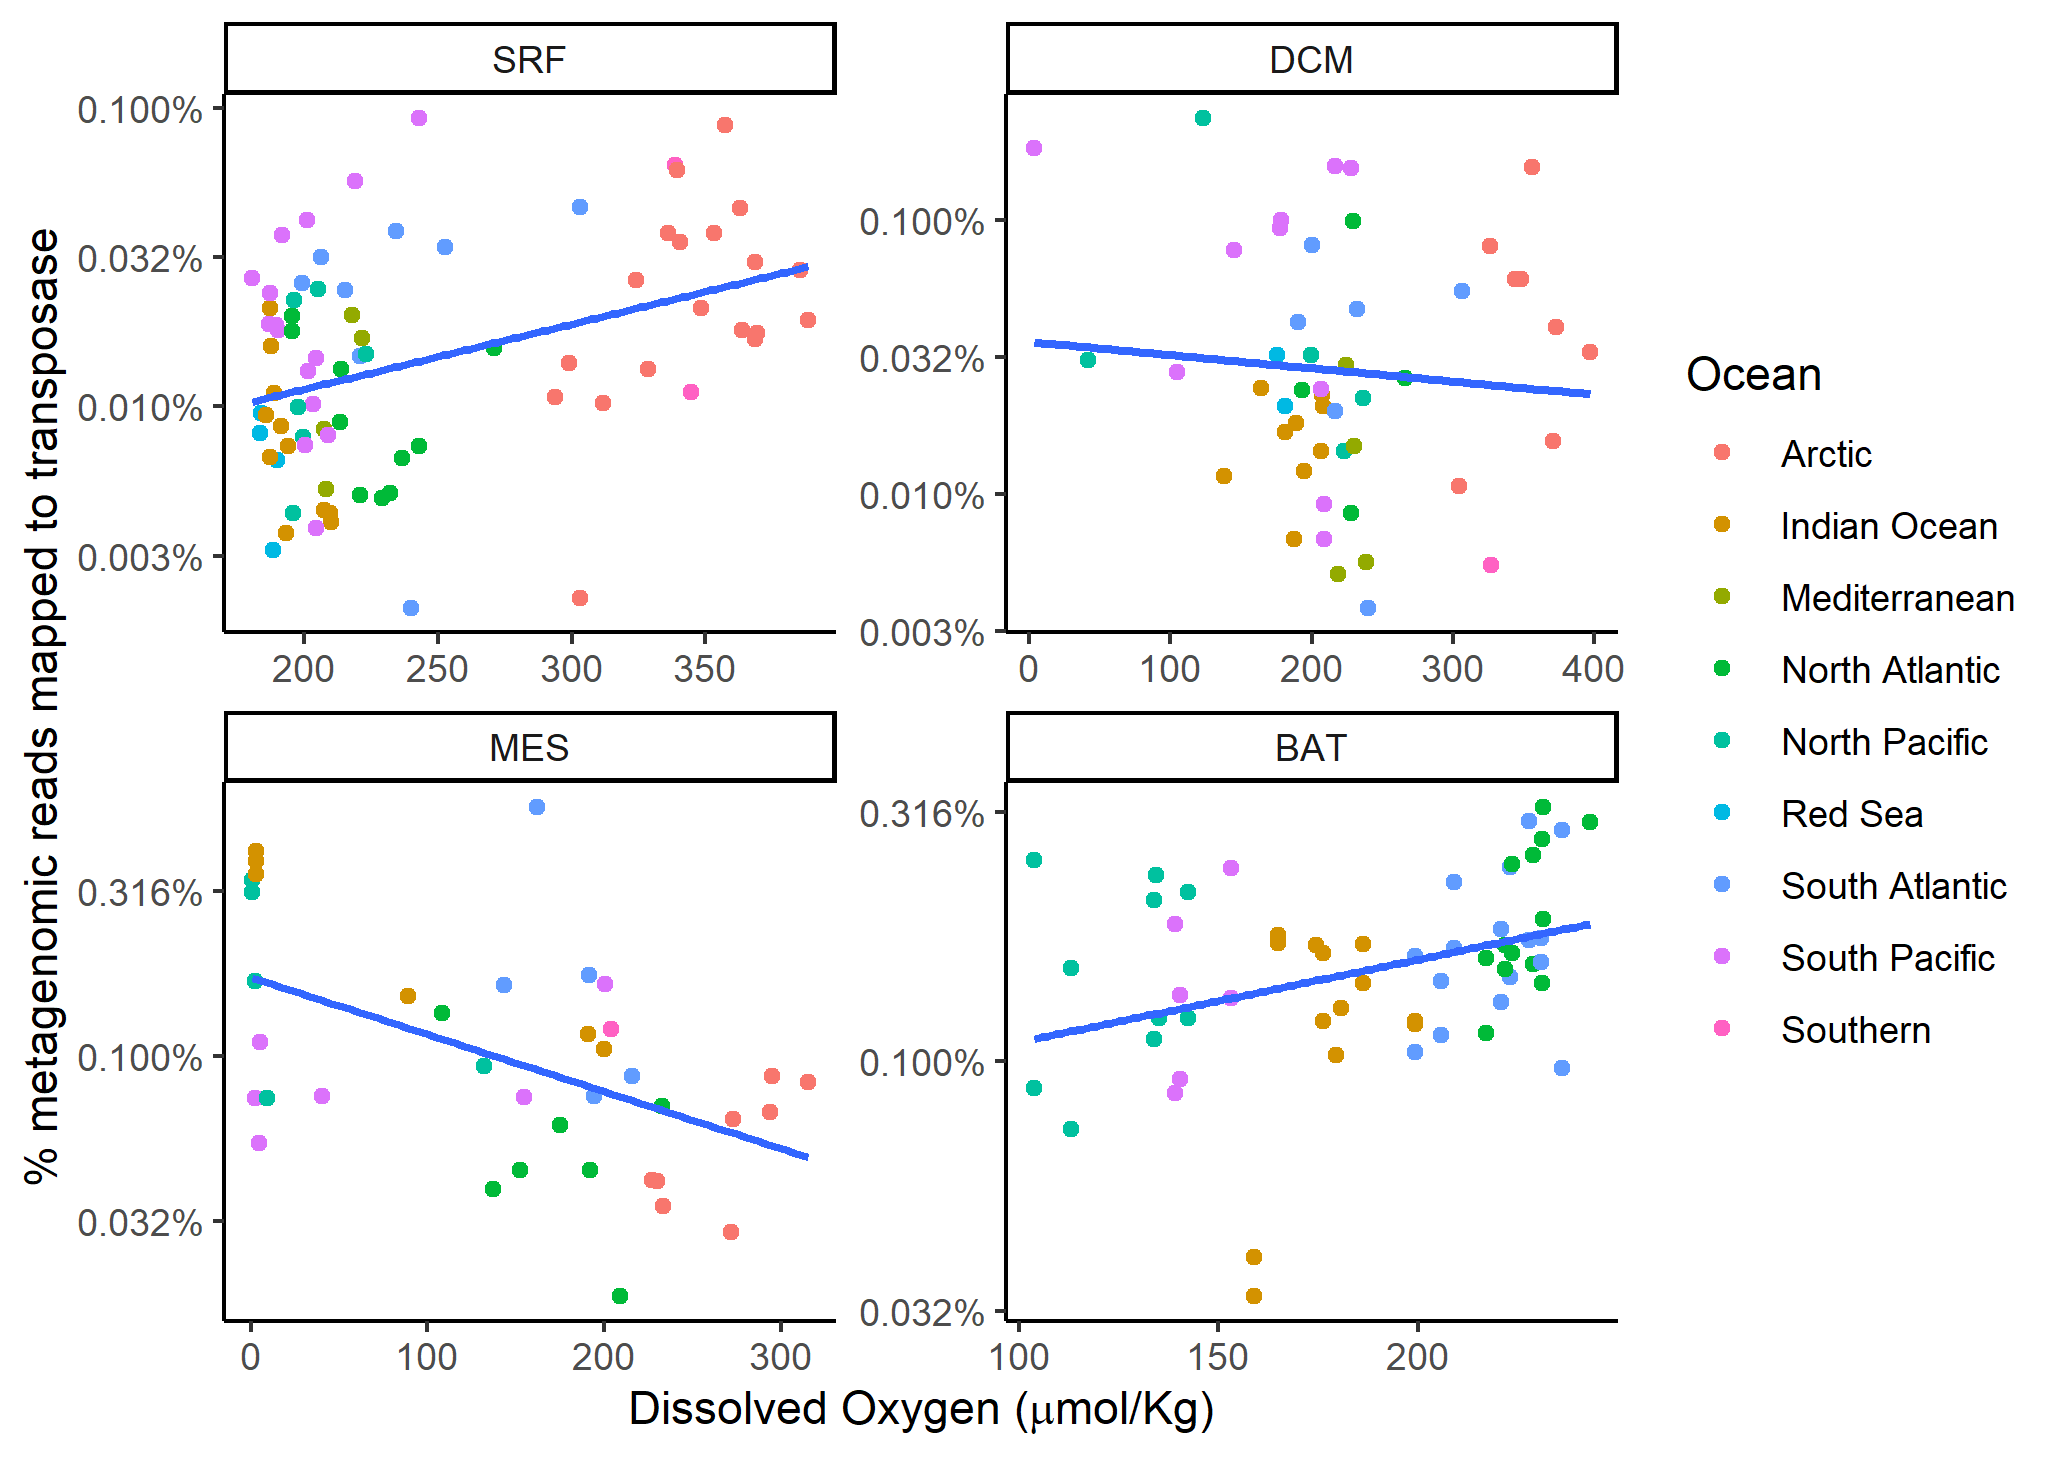 % metagenomic reads mapped to transposase
SRF
0.100%
0.032%
0.010%
0.003%
200 250 300 350
DCM
0.100%
0.032%
0.010%
0.003%
0 100 200 300 400
MES
0.316%
0.100%
0.032%
0 100 200 300
BAT
0.316%
0.100%
0.032%
100 150 200
Dissolved Oxygen (μmol/Kg)
Ocean
Arctic
Indian Ocean
Mediterranean
North Atlantic
North Pacific
Red Sea
South Atlantic
South Pacific
Southern